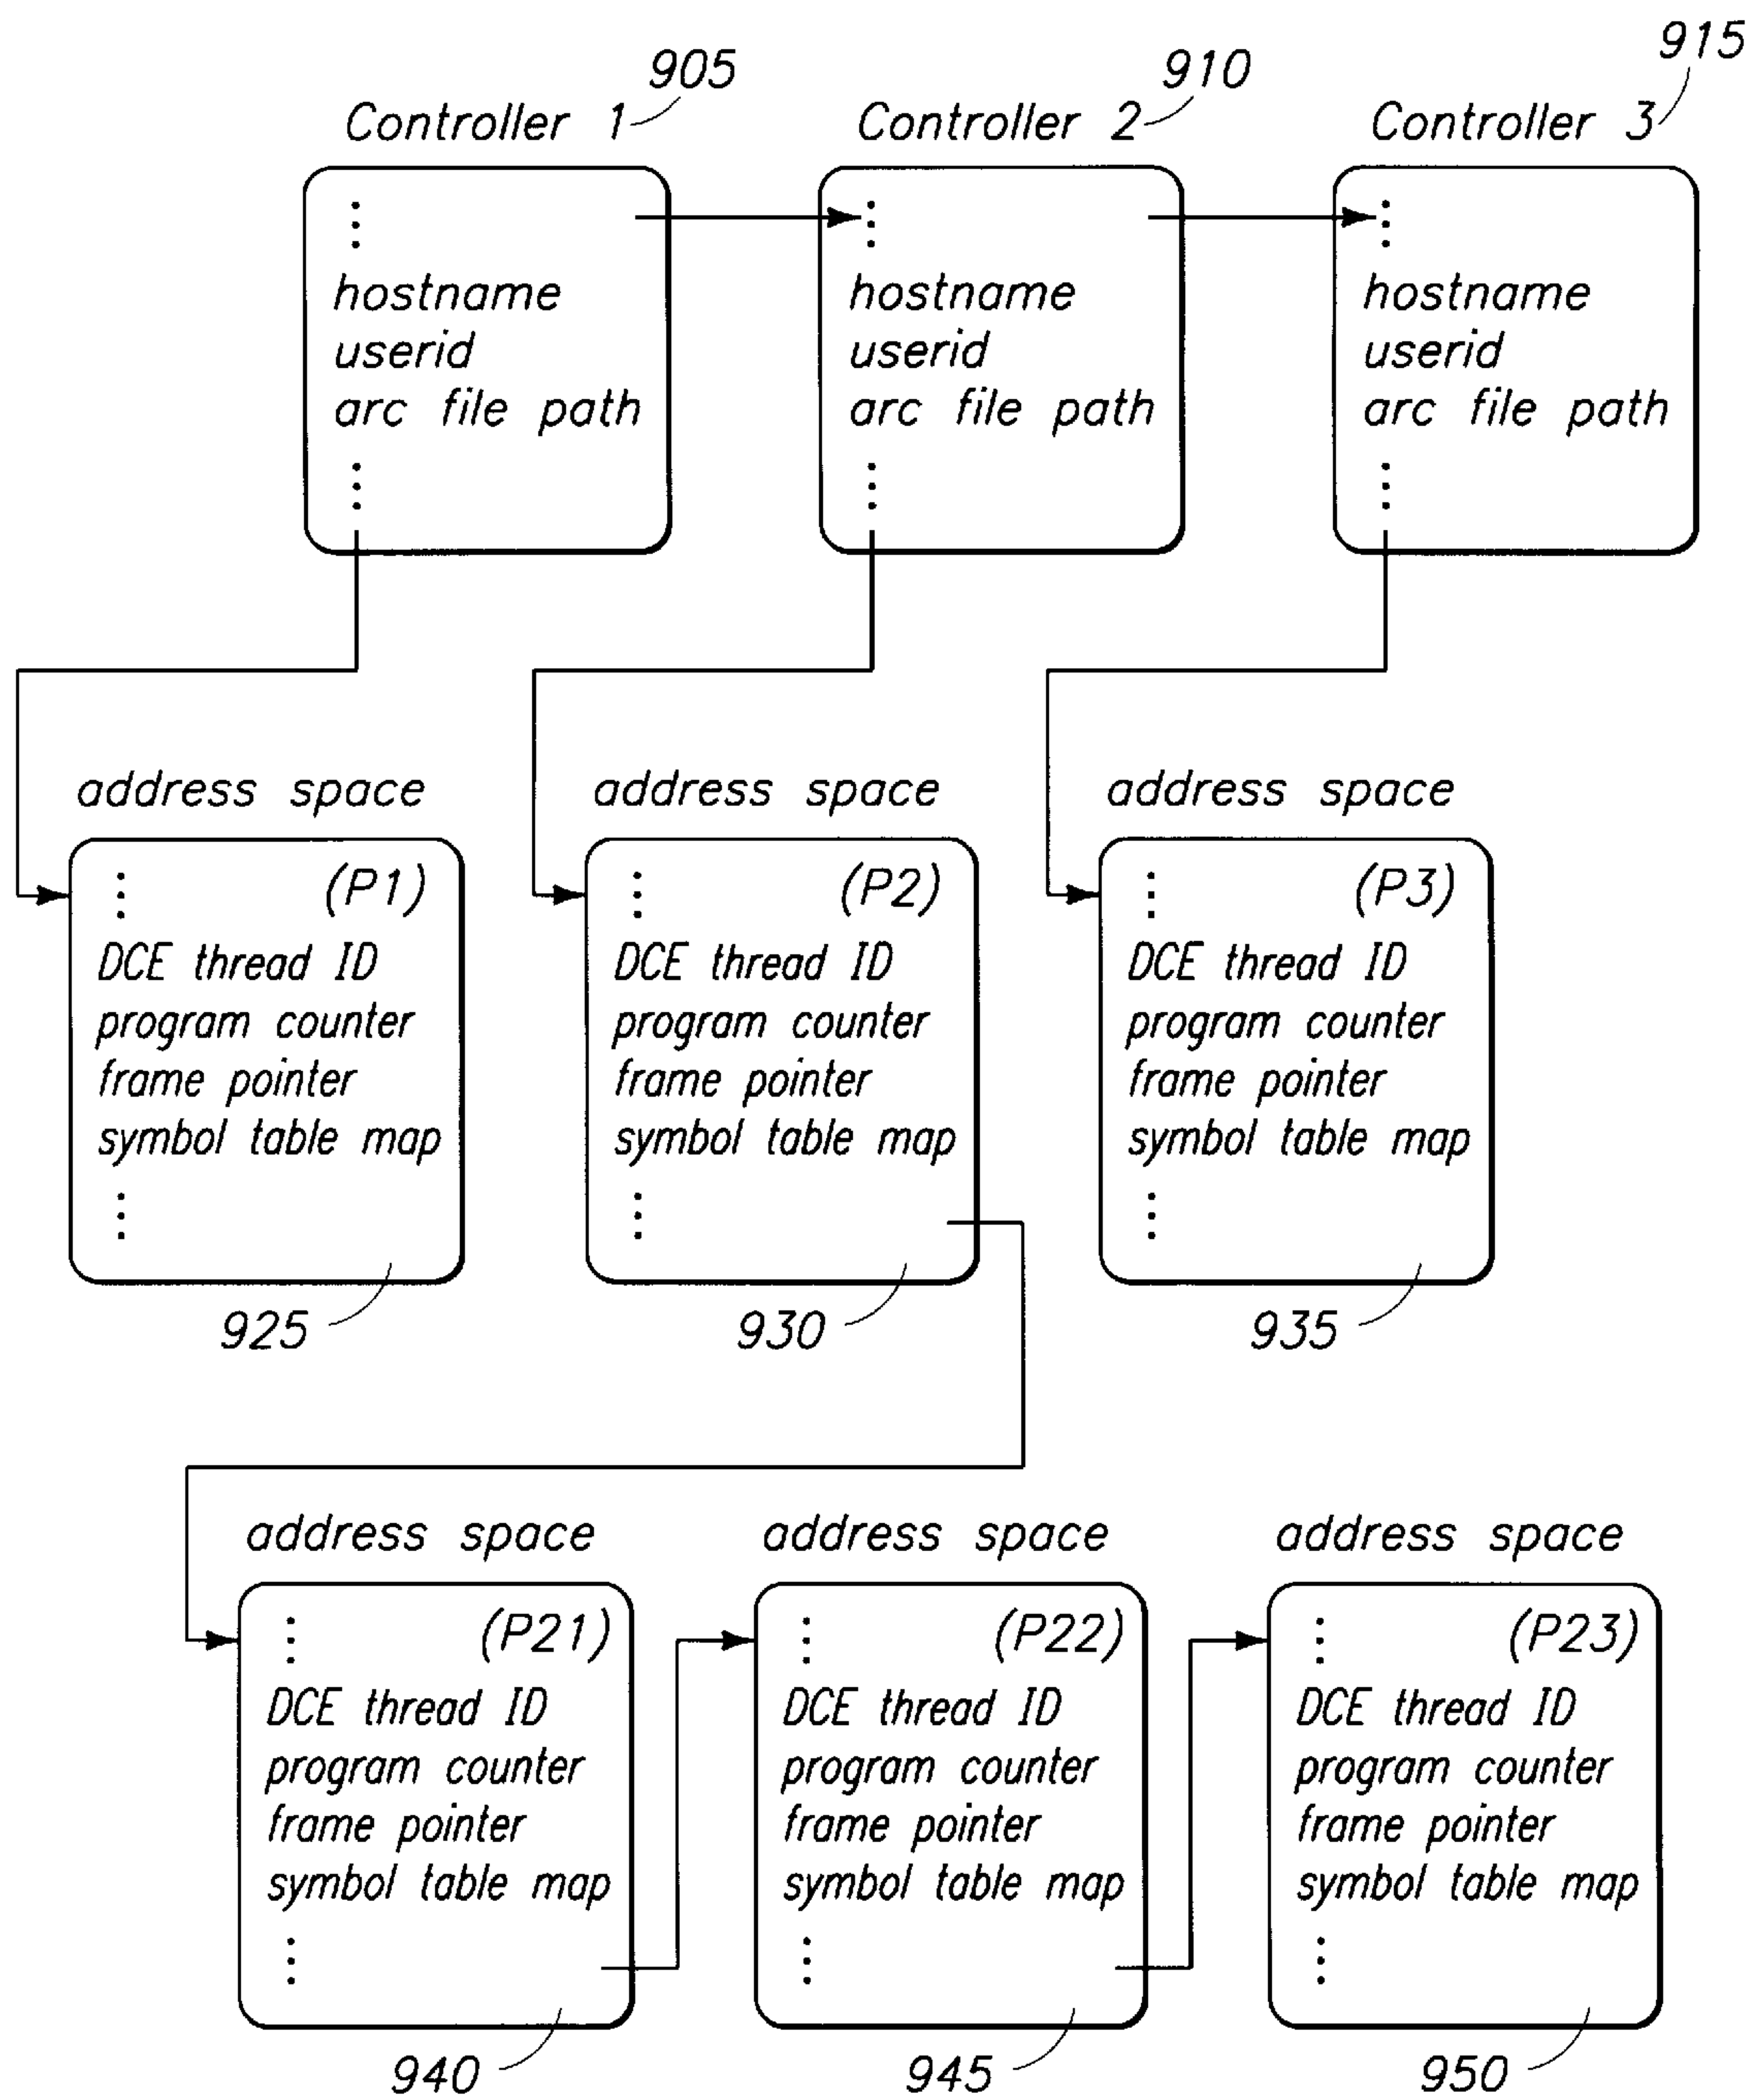 905
910
915
Controller 1
Controller 2
Controller 3
hostname
userid
arc file path
hostname
userid
arc file path
hostname
userid
arc file path
address space
address space
address space
(P1)
DCE thread ID
program counter
frame pointer
symbol table map
(P2)
DCE thread ID
program counter
frame pointer
symbol table map
(P3)
DCE thread ID
program counter
frame pointer
symbol table map
925
930
935
address space
address space
address space
(P21)
DCE thread ID
program counter
frame pointer
symbol table map
(P22)
DCE thread ID
program counter
frame pointer
symbol table map
(P23)
DCE thread ID
program counter
frame pointer
symbol table map
940
945
950